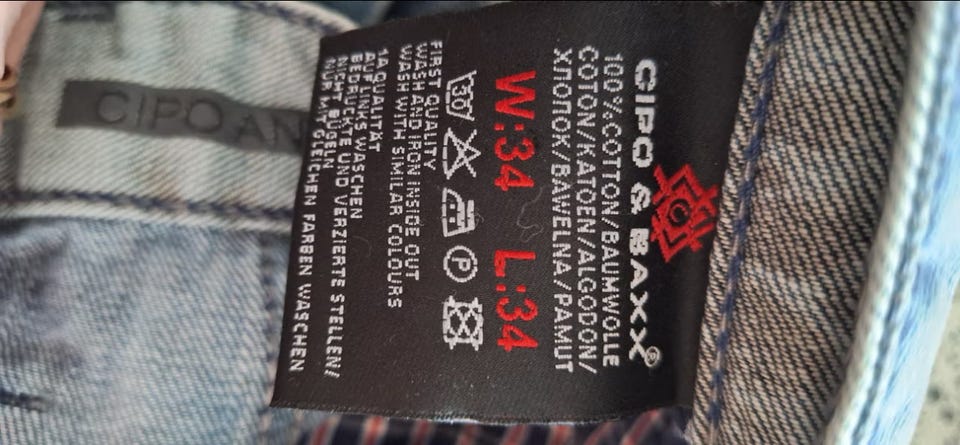 CIPO & BAXX®
100%COTTON/BAUMWOLLE
COTON/KATOEN/ALGODON/
ХЛОПОК/BAWELNA/PAMUT
W:34 L:34
30 P
FIRST QUALITY
WASH AND IRON INSIDE OUT
WASH WITH SIMILAR COLOURS
1A QUALITÄT
AUF LINKS WASCHEN
BEDRUCKTE UND VERZIERTE STELLEN/
NICHT BÜGELN
NUR MIT GLEICHEN FARBEN WASCHEN
CIPO AN